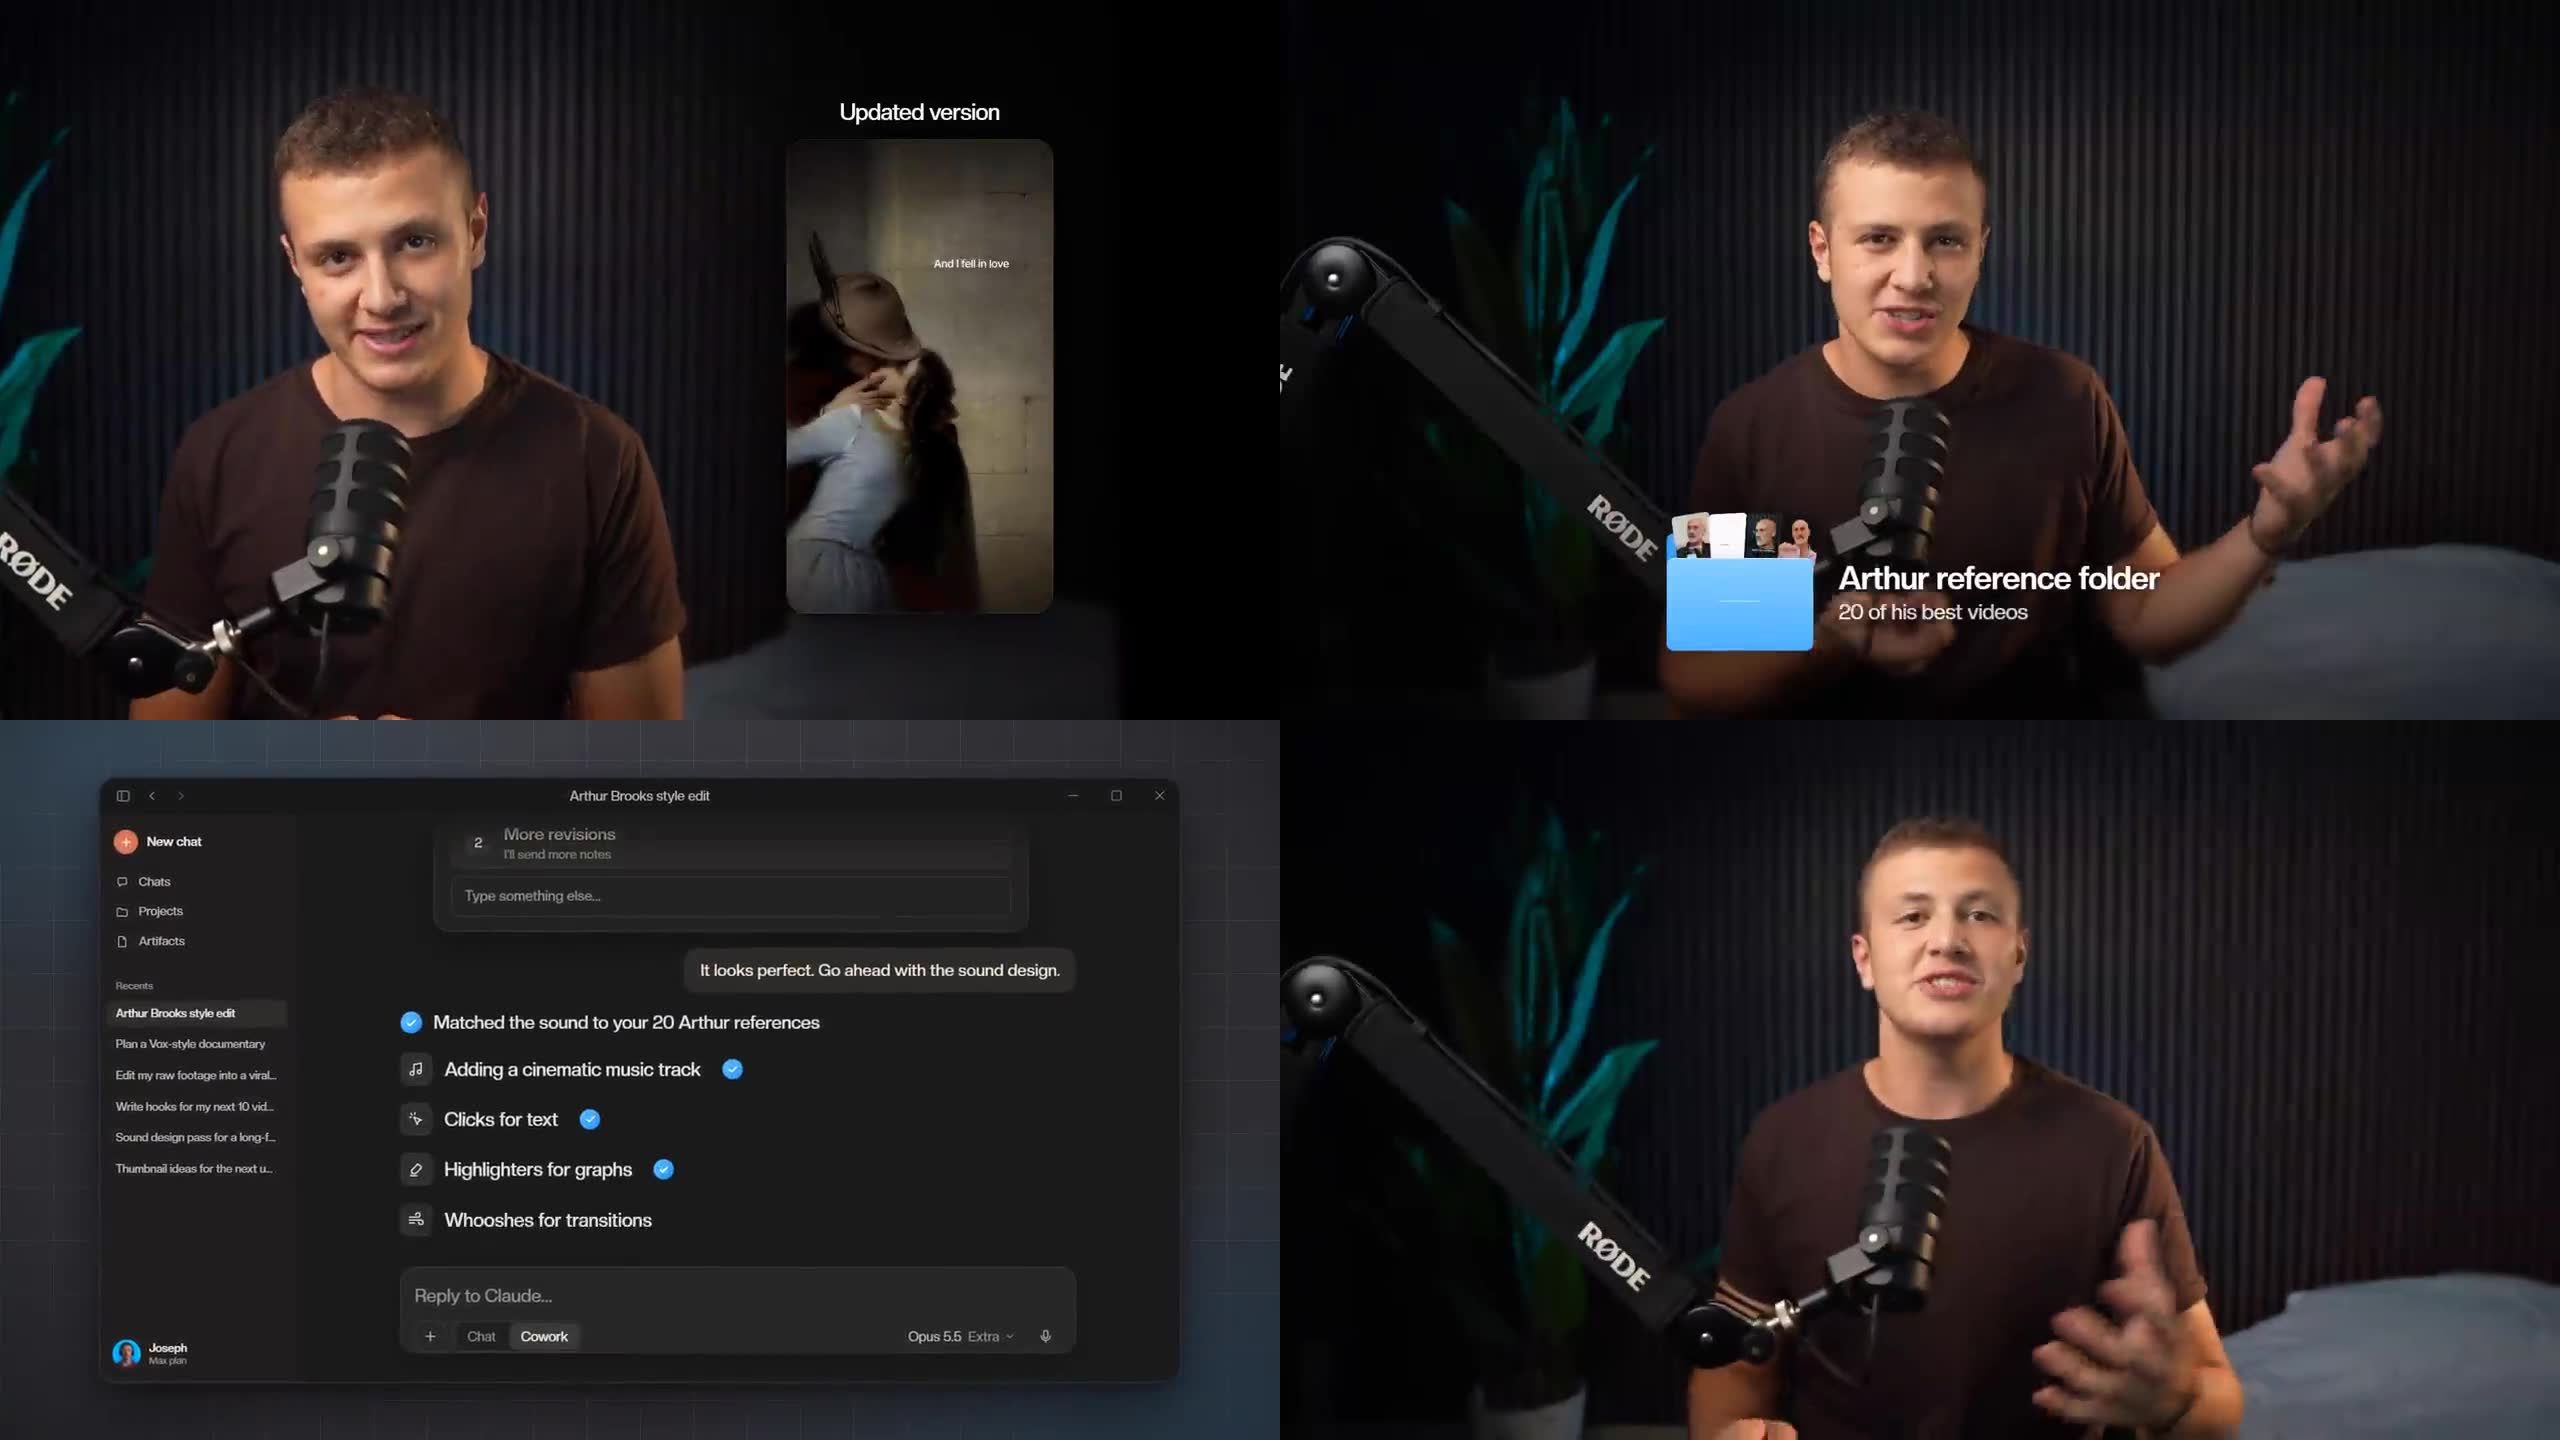 Updated version
And I fell in love
RØDE
RØDE
Arthur reference folder
20 of his best videos
Arthur Brooks style edit
New chat
Chats
Projects
Artifacts
Recents
Arthur Brooks style edit
Plan a Vox-style documentary
Edit my raw footage into a viral...
Write hooks for my next 10 vid...
Sound design pass for a long-f...
Thumbnail ideas for the next u...
Joseph
Max plan
2
More revisions
I'll send more notes
Type something else...
It looks perfect. Go ahead with the sound design.
Matched the sound to your 20 Arthur references
Adding a cinematic music track
Clicks for text
Highlighters for graphs
Whooshes for transitions
Reply to Claude...
+
Chat
Cowork
Opus 5.5 Extra
RØDE